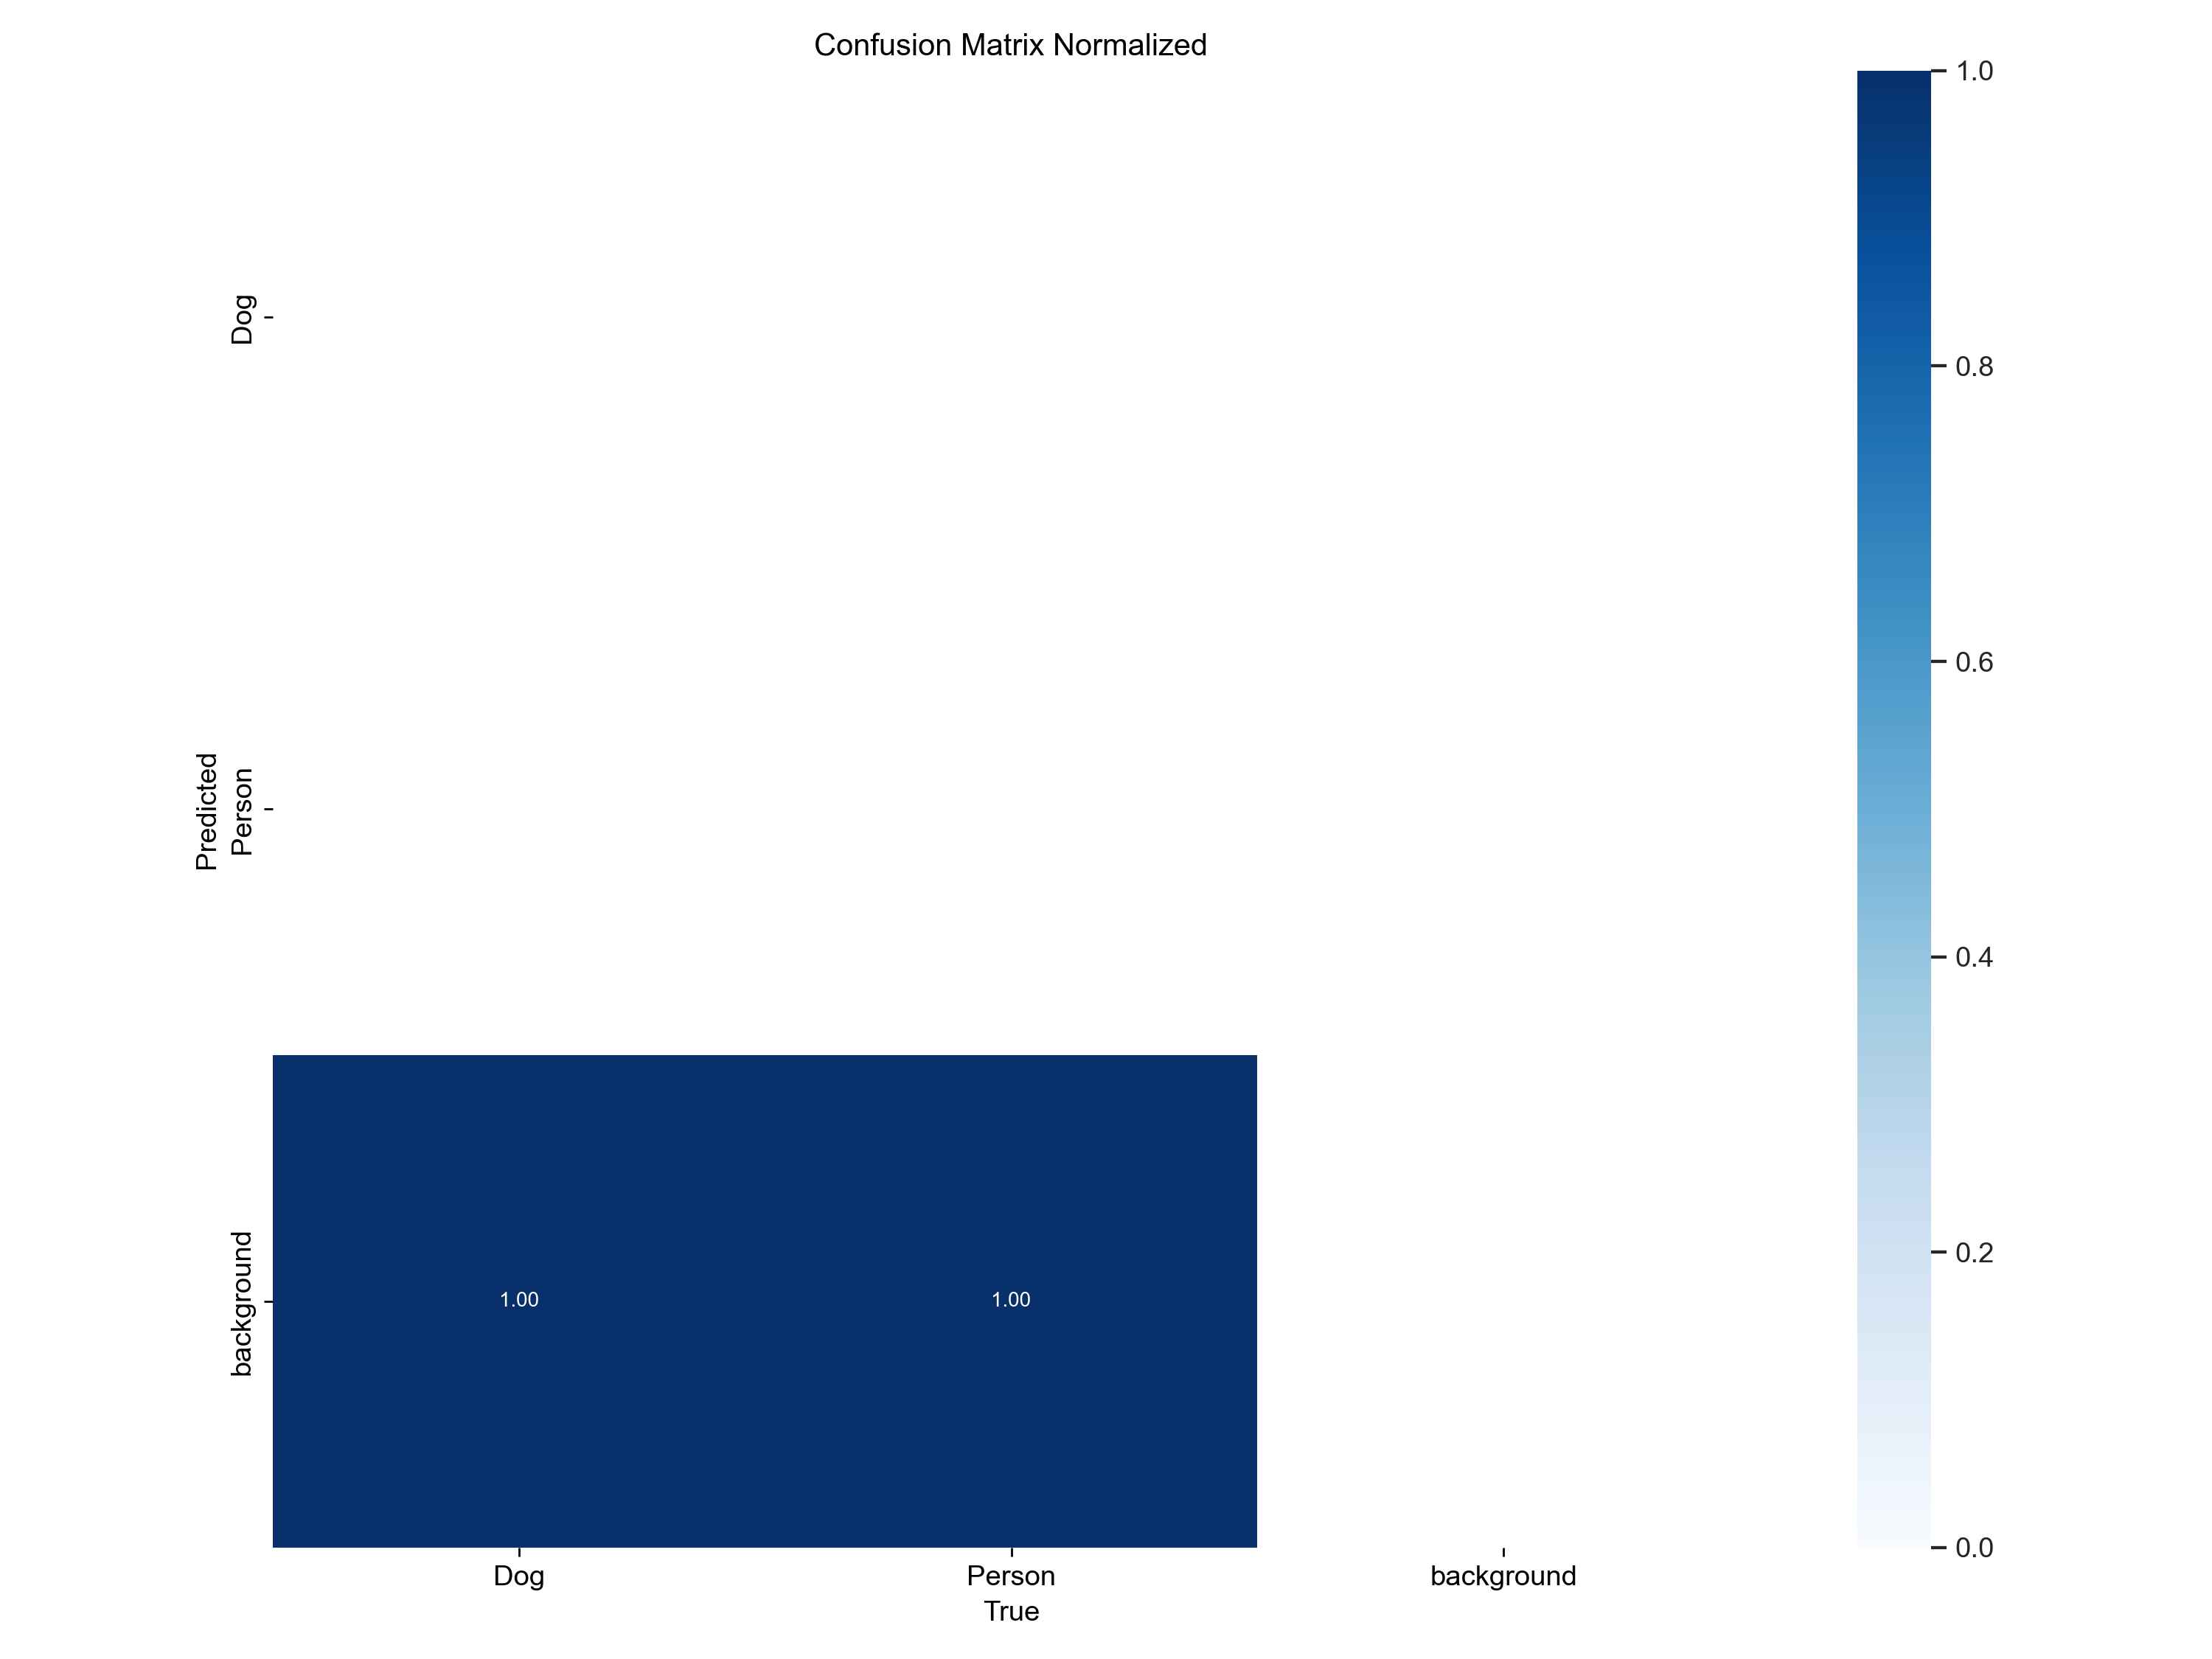 Confusion Matrix Normalized
1.0
0.8
0.6
0.4
0.2
0.0
Predicted
Dog
Person
background
1.00
1.00
Dog
Person
background
True